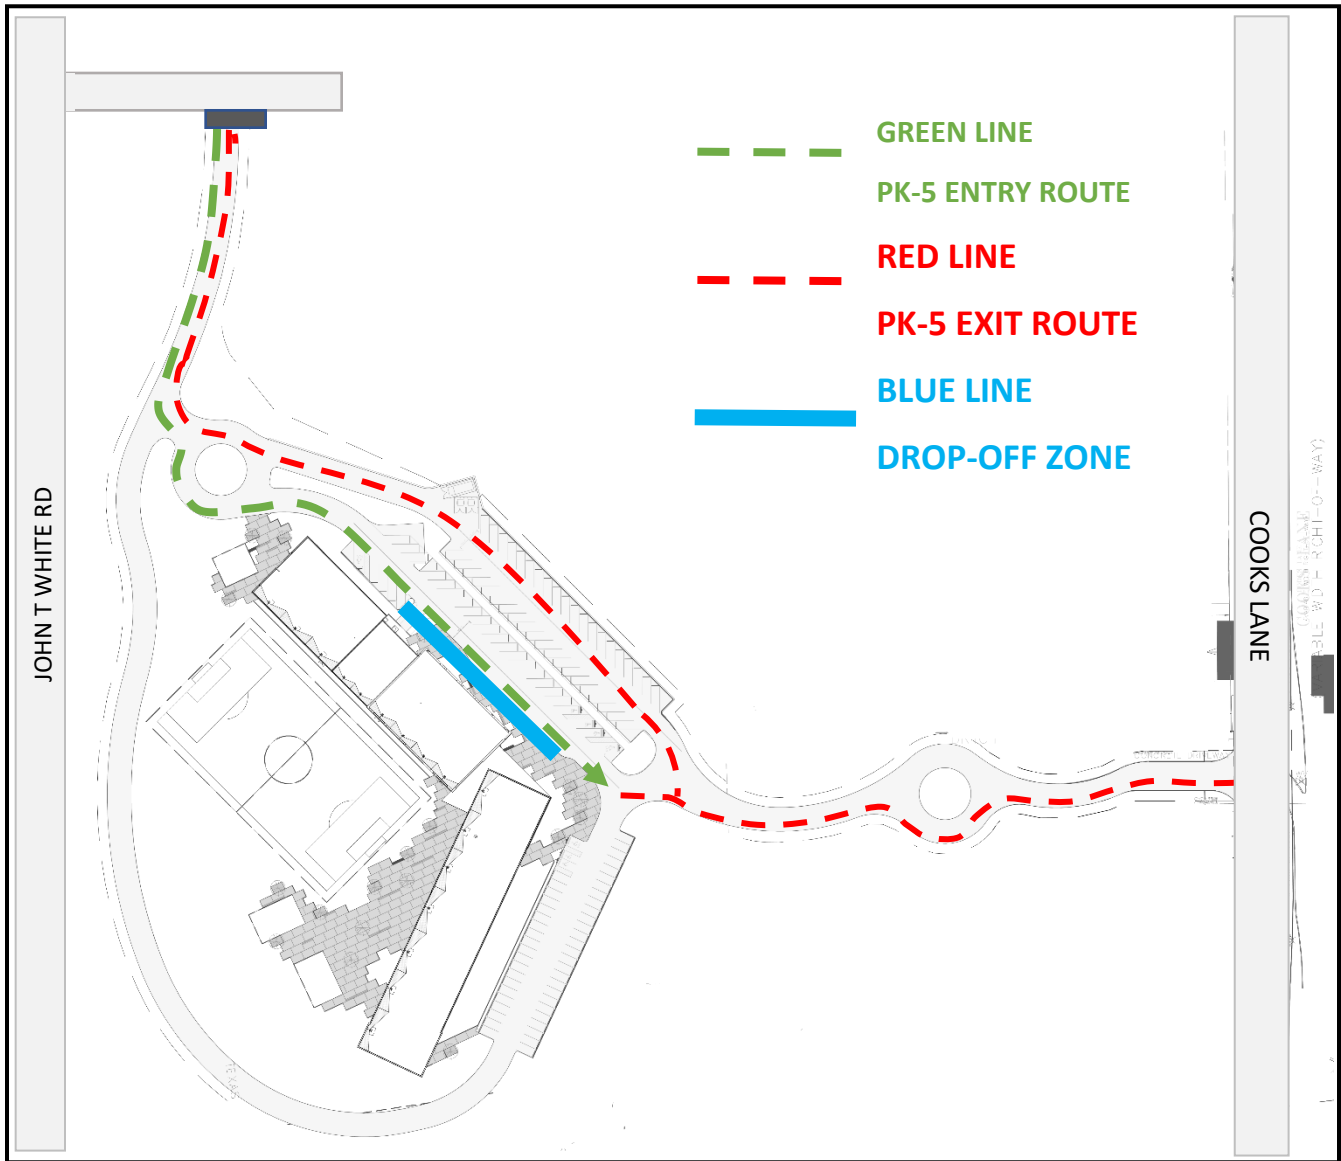 GREEN LINE
PK-5 ENTRY ROUTE
RED LINE
PK-5 EXIT ROUTE
BLUE LINE
DROP-OFF ZONE
JOHN T WHITE RD
COOKS LANE